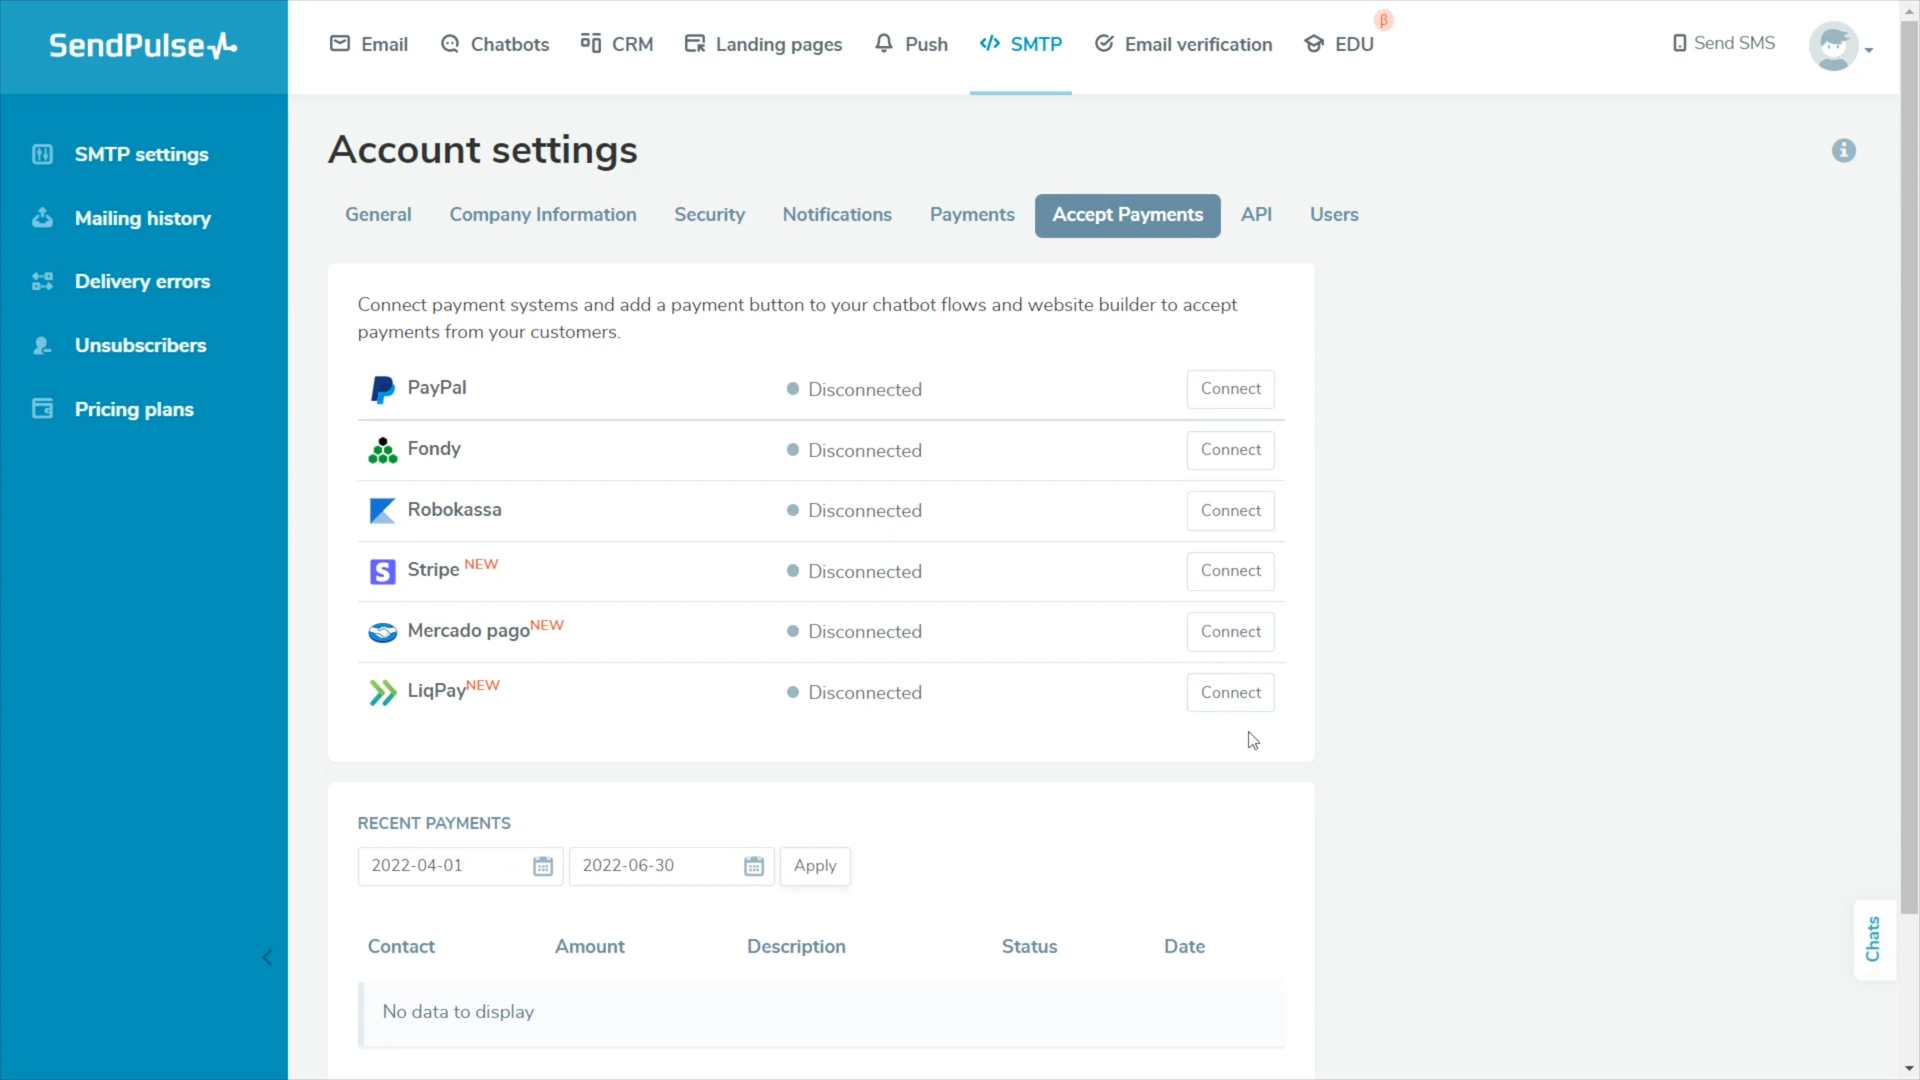 SendPulse
Email
Chatbots
CRM
Landing pages
Push
SMTP
Email verification
EDU
β
Send SMS
SMTP settings
Mailing history
Delivery errors
Unsubscribers
Pricing plans
Account settings
General
Company Information
Security
Notifications
Payments
Accept Payments
API
Users
Connect payment systems and add a payment button to your chatbot flows and website builder to accept
payments from your customers.
PayPal Disconnected Connect
Fondy Disconnected Connect
Robokassa Disconnected Connect
Stripe NEW Disconnected Connect
Mercado pago NEW Disconnected Connect
LiqPay NEW Disconnected Connect
RECENT PAYMENTS
2022-04-01 2022-06-30 Apply
Contact Amount Description Status Date
No data to display
Chats